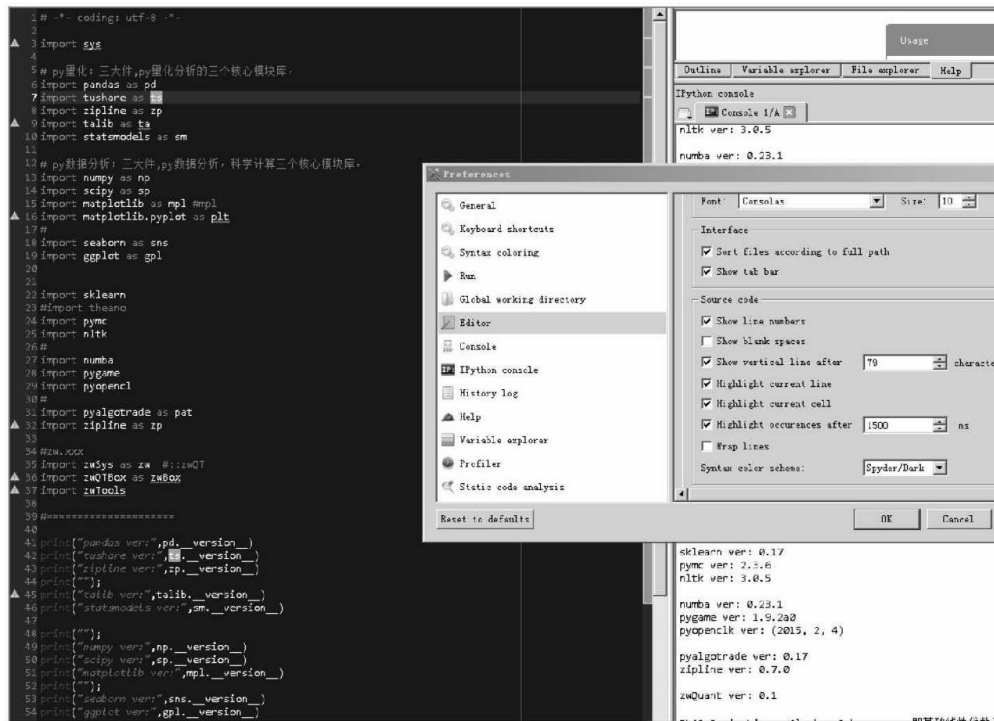 1 # -*- coding: utf-8 -*-
2
3 import sys
4
5 # py量化: 三大件,py量化分析的三个核心模块库,
6 import pandas as pd
7 import tushare as ts
8 import zipline as zp
9 import talib as ta
10 import statsmodels as sm
11
12 # py数据分析: 三大件,py数据分析, 科学计算三个核心模块库,
13 import numpy as np
14 import scipy as sp
15 import matplotlib as mpl #mpl
16 import matplotlib.pyplot as plt
17 #
18 import seaborn as sns
19 import ggplot as gpl
20
21
22 import sklearn
23 #import theano
24 import pymc
25 import nltk
26 #
27 import numba
28 import pygame
29 import pyopencl
30 #
31 import pyalgotrade as pat
32 import zipline as zp
33
34 #zw.xxx
35 import zwSys as zw #::zwQT
36 import zwQTBox as zwBox
37 import zwTools
38
39 #=====================
40
41 print("pandas ver:",pd.__version__)
42 print("tushare ver:",ts.__version__)
43 print("zipline ver:",zp.__version__)
44 print("");
45 print("talib ver:",talib.__version__)
46 print("statsmodels ver:",sm.__version__)
47
48 print("");
49 print("numpy ver:",np.__version__)
50 print("scipy ver:",sp.__version__)
51 print("matplotlib ver:",mpl.__version__)
52 print("");
53 print("seaborn ver:",sns.__version__)
54 print("ggplot ver:",gpl.__version__)
Usage
Outline Variable explorer File explorer Help
IPython console
Console 1/A
nltk ver: 3.0.5
numba ver: 0.23.1
Preferences
General
Keyboard shortcuts
Syntax coloring
Run
Global working directory
Editor
Console
IPython console
History log
Help
Variable explorer
Profiler
Static code analysis
Font: Consolas Size: 10
Interface
Sort files according to full path
Show tab bar
Source code
Show line numbers
Show blank spaces
Show vertical line after 79 characte
Highlight current line
Highlight current cell
Highlight occurences after 1500 ms
Wrap lines
Syntax color scheme: Spyder/Dark
Reset to defaults OK Cancel
sklearn ver: 0.17
pymc ver: 2.3.6
nltk ver: 3.0.5
numba ver: 0.23.1
pygame ver: 1.9.2a0
pyopenclk ver: (2015, 2, 4)
pyalgotrade ver: 0.17
zipline ver: 0.7.0
zwQuant ver: 0.1